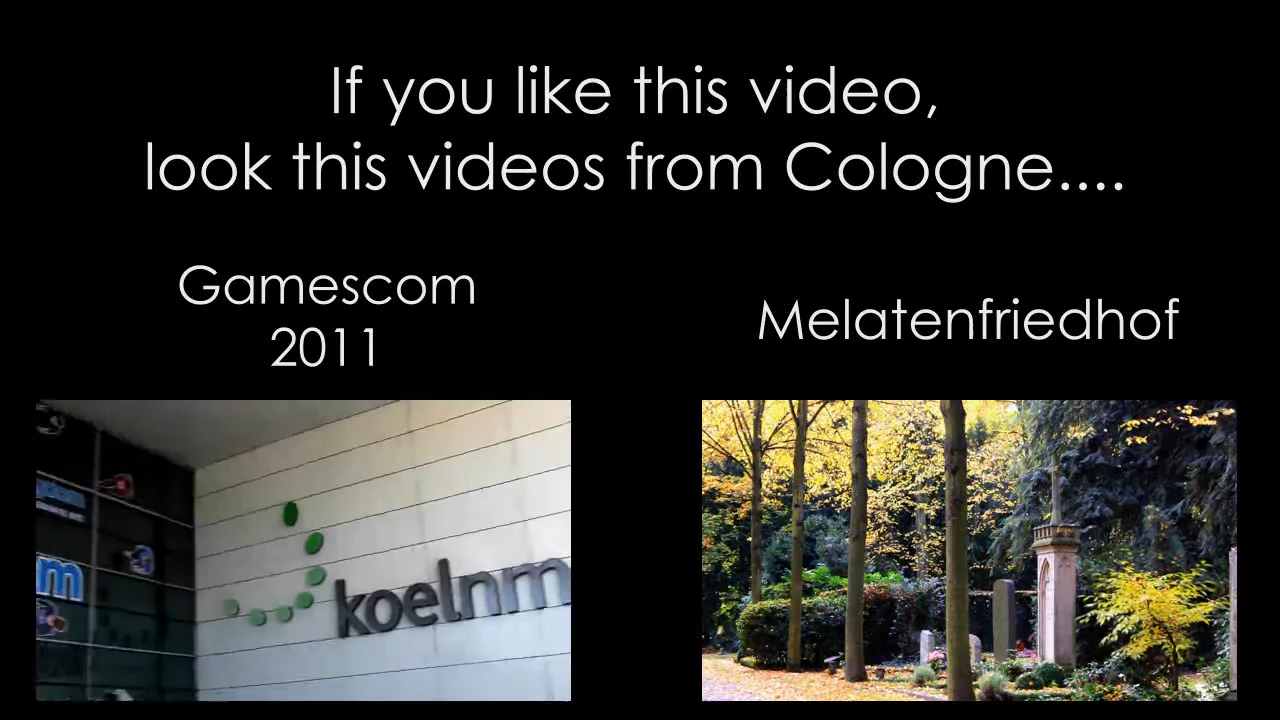 If you like this video,
look this videos from Cologne....
Gamescom
2011
Melatenfriedhof
koelnm